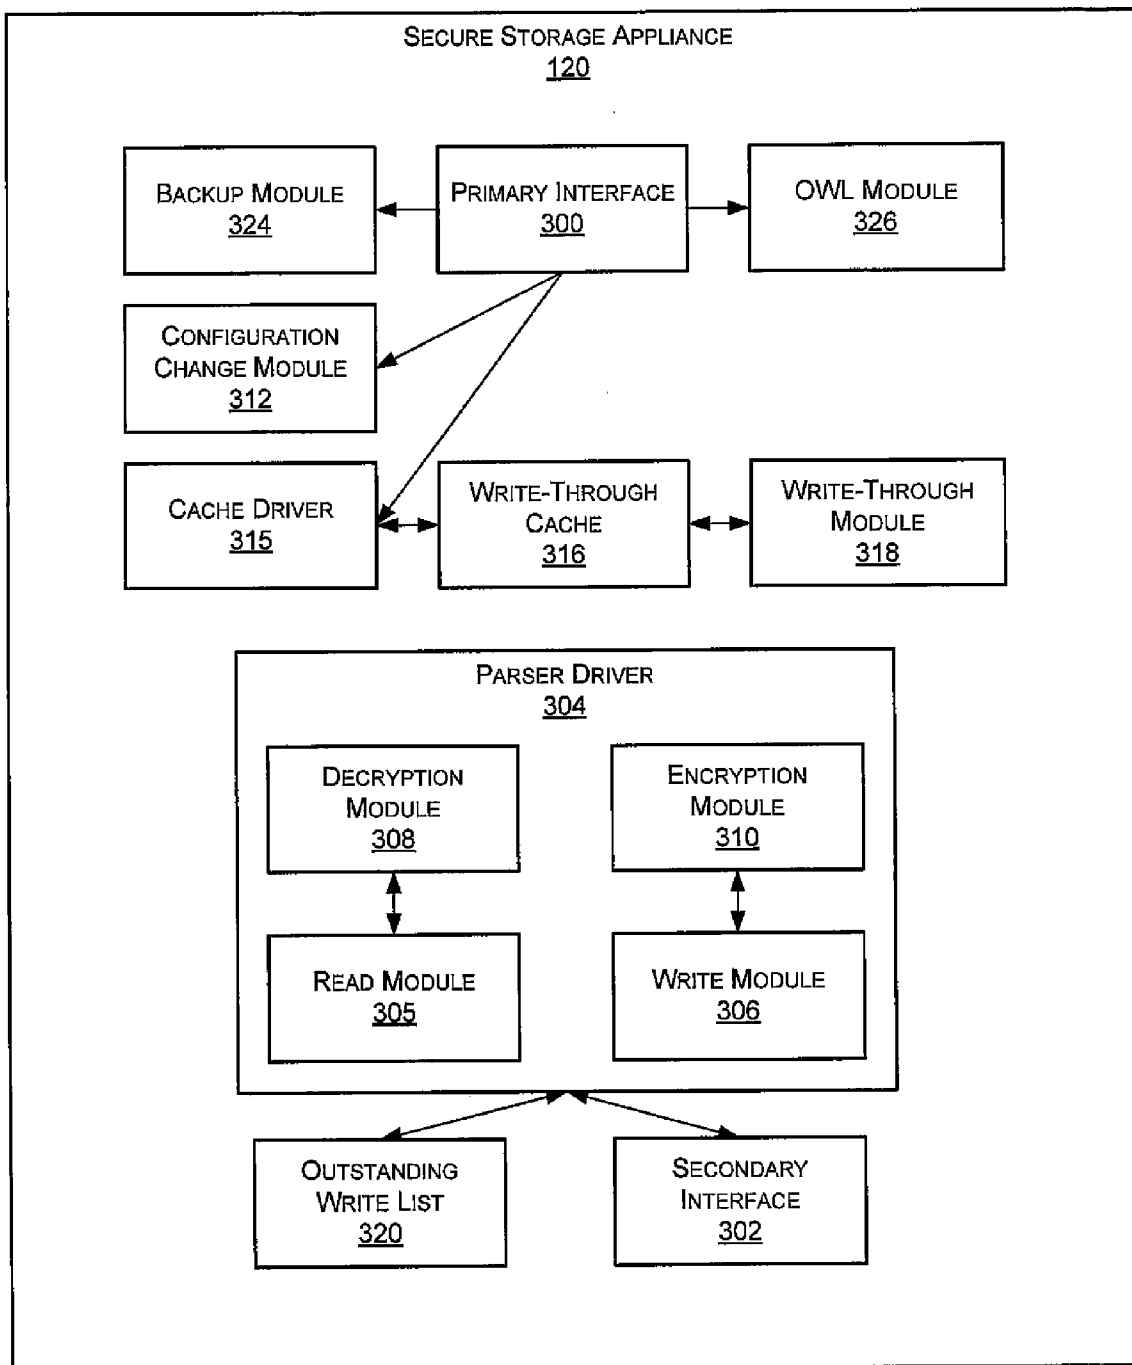 SECURE STORAGE APPLIANCE
120
BACKUP MODULE
324
PRIMARY INTERFACE
300
OWL MODULE
326
CONFIGURATION
CHANGE MODULE
312
CACHE DRIVER
315
WRITE-THROUGH
CACHE
316
WRITE-THROUGH
MODULE
318
PARSER DRIVER
304
DECRYPTION
MODULE
308
ENCRYPTION
MODULE
310
READ MODULE
305
WRITE MODULE
306
OUTSTANDING
WRITE LIST
320
SECONDARY
INTERFACE
302